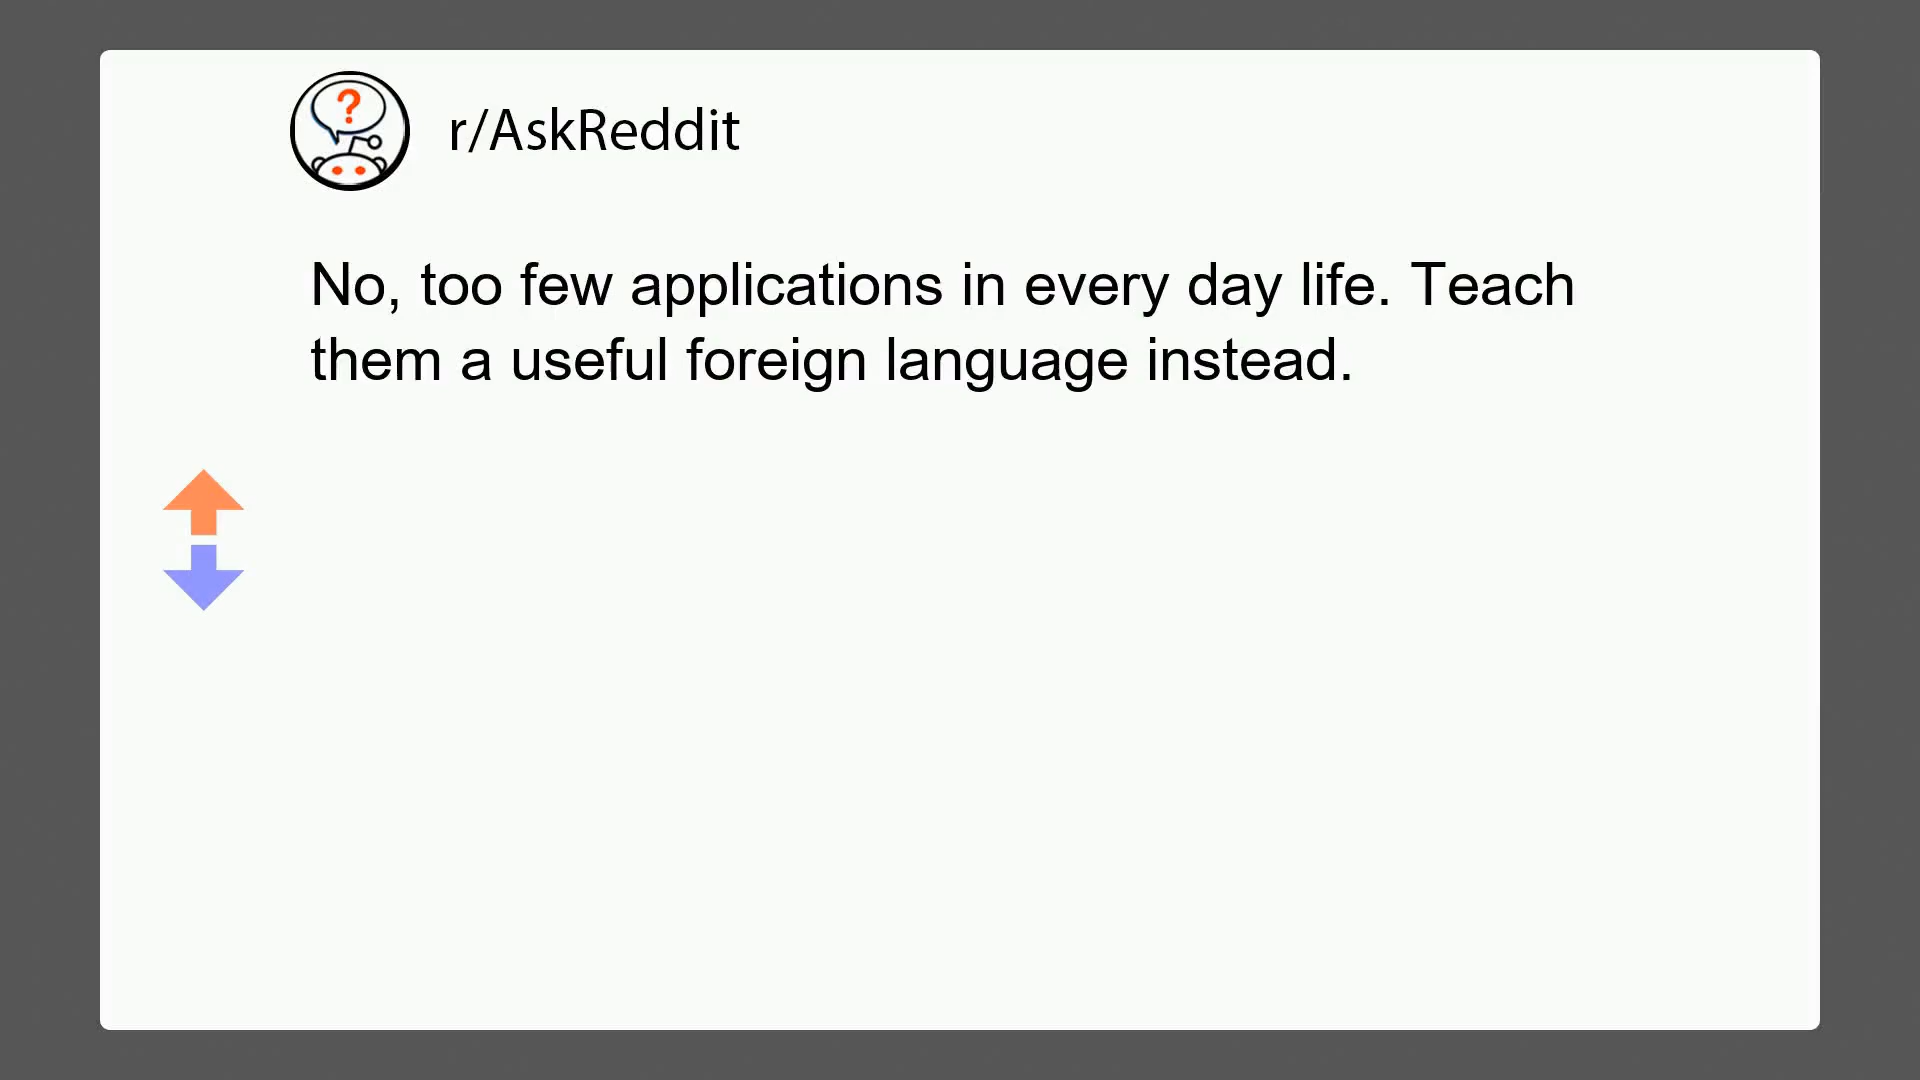 r/AskReddit
No, too few applications in every day life. Teach
them a useful foreign language instead.